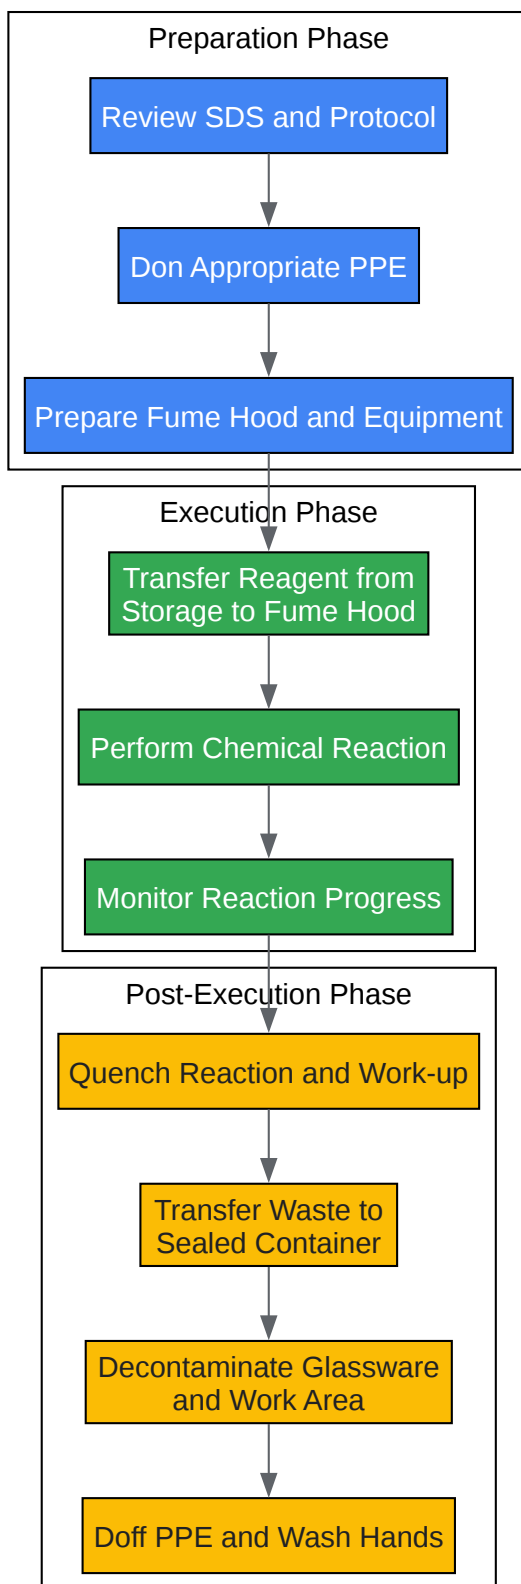 Preparation Phase
Review SDS and Protocol
Don Appropriate PPE
Prepare Fume Hood and Equipment
Execution Phase
Transfer Reagent from
Storage to Fume Hood
Perform Chemical Reaction
Monitor Reaction Progress
Post-Execution Phase
Quench Reaction and Work-up
Transfer Waste to
Sealed Container
Decontaminate Glassware
and Work Area
Doff PPE and Wash Hands